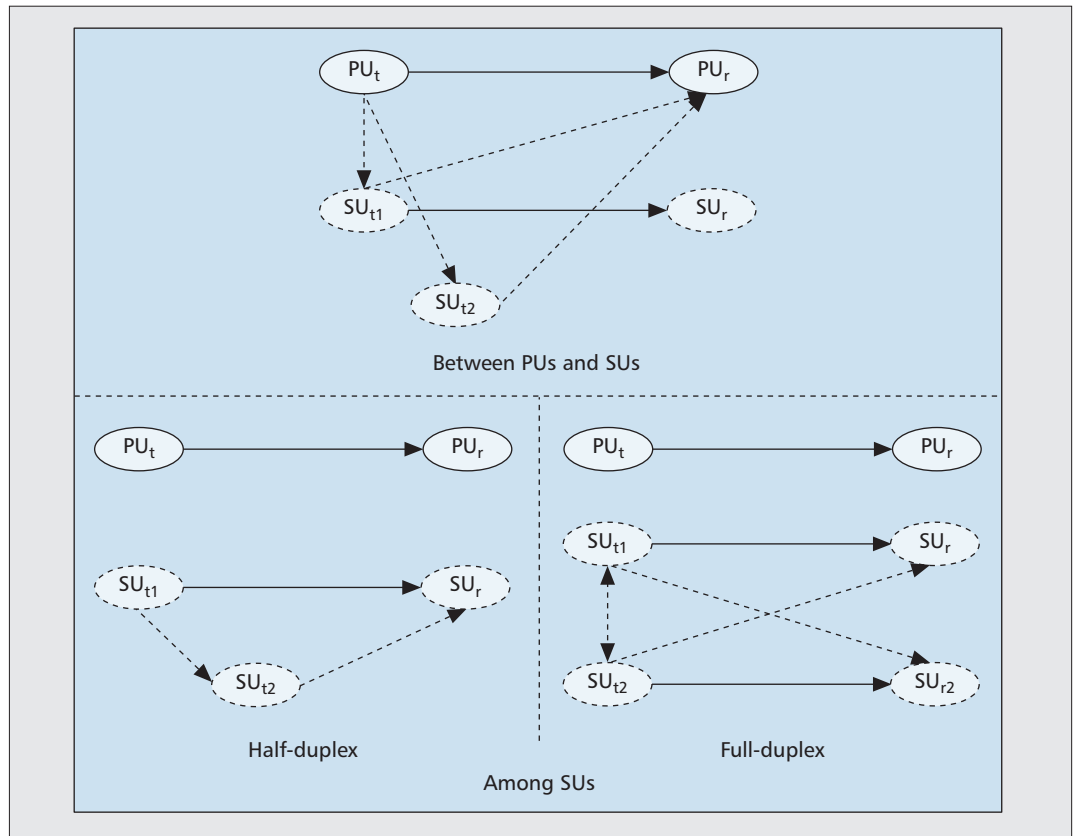 PUt PUr
SUt1 SUr
SUt2
Between PUs and SUs
PUt PUr PUt PUr
SUt1 SUr
SUt1 SUr
SUt2
SUt2 SUr2
Half-duplex Full-duplex
Among SUs